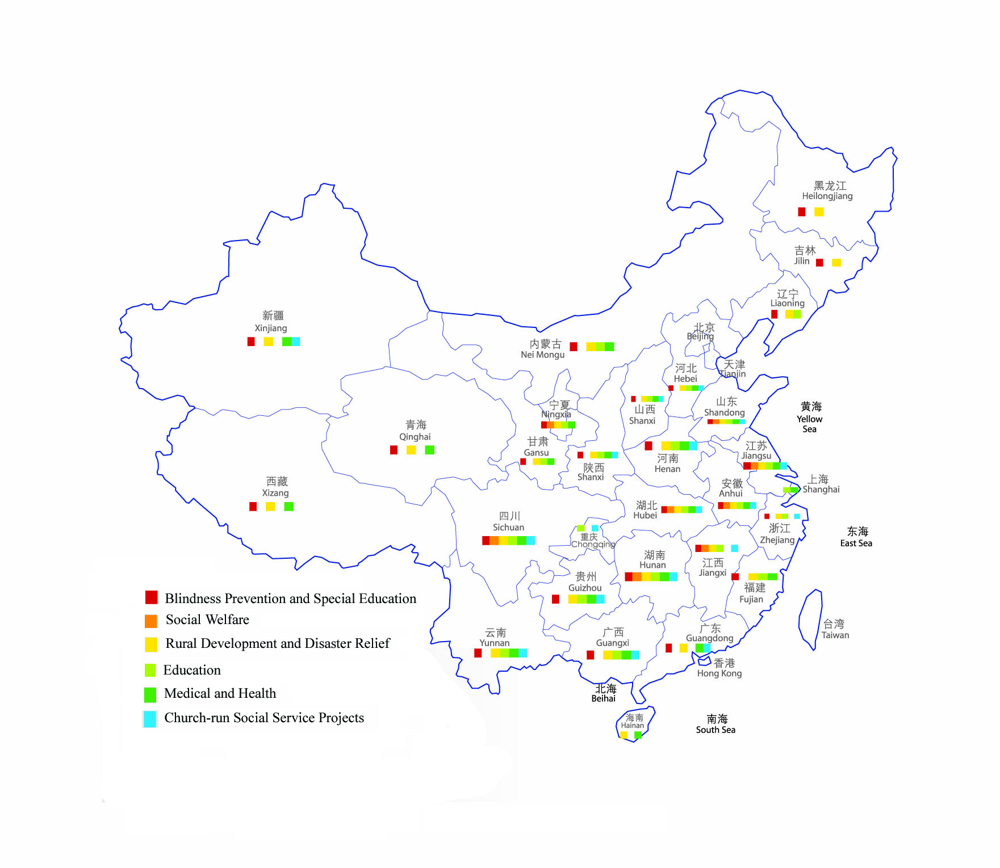 黑龙江
Heilongjiang
吉林
Jilin
辽宁
Liaoning
新疆
Xinjiang
北京
Beijing
内蒙古
Nei Mongu
天津
Tianjin
河北
Hebei
宁夏
Ningxia
山西
Shanxi
山东
Shandong
黄海
Yellow
Sea
青海
Qinghai
甘肃
Gansu
陕西
Shanxi
河南
Henan
江苏
Jiangsu
上海
Shanghai
西藏
Xizang
安徽
Anhui
湖北
Hubei
四川
Sichuan
重庆
Chongqing
浙江
Zhejiang
东海
East Sea
湖南
Hunan
江西
Jiangxi
贵州
Guizhou
福建
Fujian
台湾
Taiwan
云南
Yunnan
广西
Guangxi
广东
Guangdong
香港
Hong Kong
北海
Beihai
海南
Hainan
南海
South Sea
Blindness Prevention and Special Education
Social Welfare
Rural Development and Disaster Relief
Education
Medical and Health
Church-run Social Service Projects